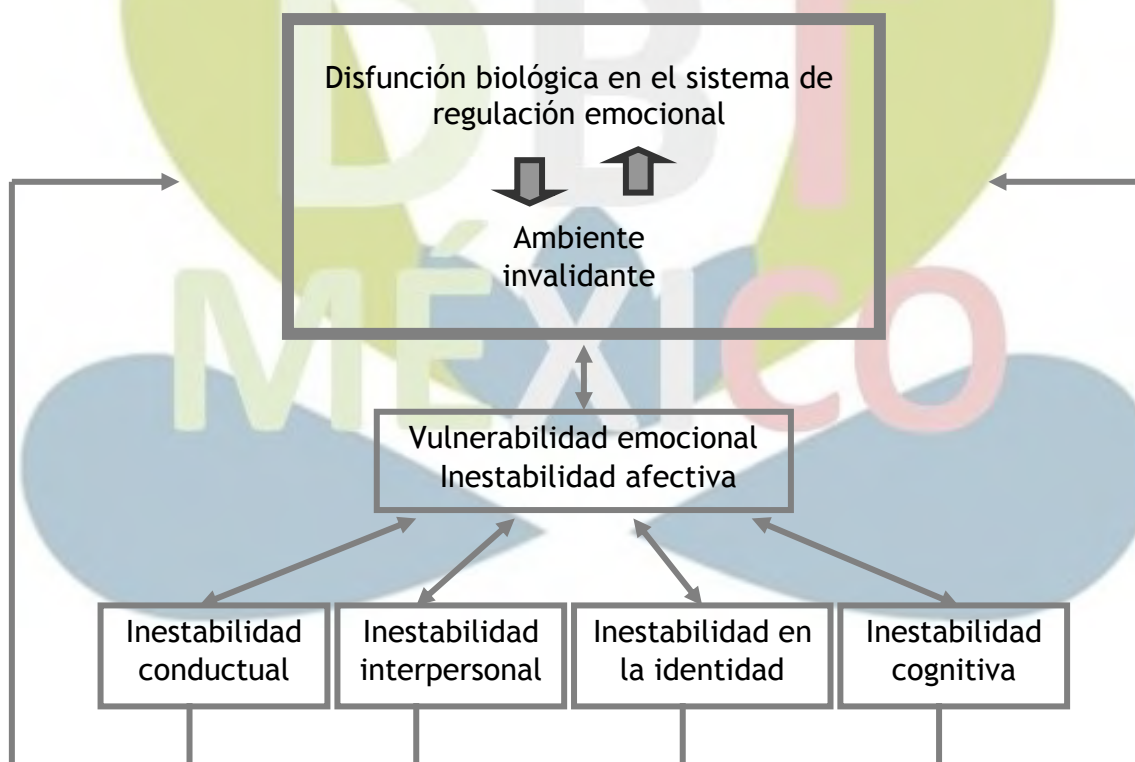 DBT
MÉXICO
Disfunción biológica en el sistema de
regulación emocional
Ambiente
invalidante
Vulnerabilidad emocional
Inestabilidad afectiva
Inestabilidad
conductual
Inestabilidad
interpersonal
Inestabilidad en
la identidad
Inestabilidad
cognitiva